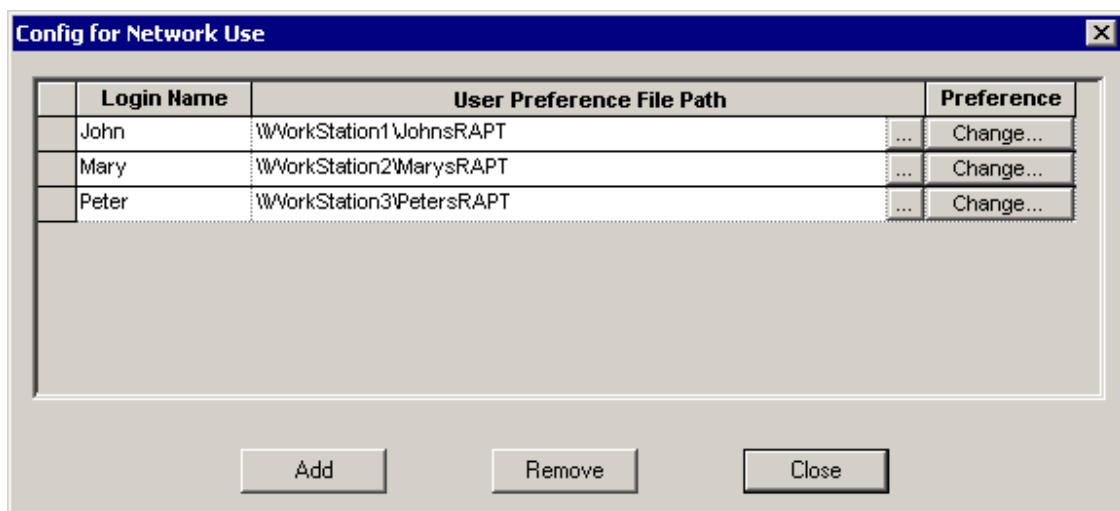 Config for Network Use
Login Name User Preference File Path Preference
John \\WorkStation1\JohnsRAPT ... Change...
Mary \\WorkStation2\MarysRAPT ... Change...
Peter \\WorkStation3\PetersRAPT ... Change...
Add Remove Close